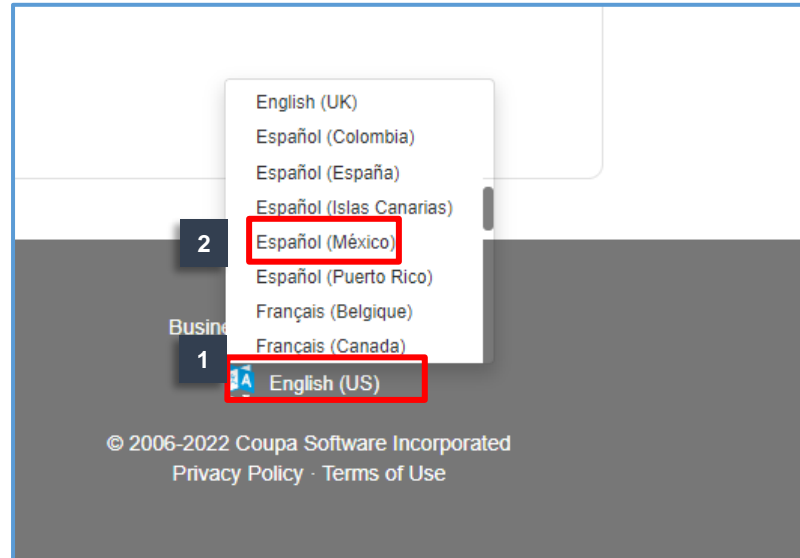 English (UK)
Español (Colombia)
Español (España)
Español (Islas Canarias)
2
Español (México)
Español (Puerto Rico)
Français (Belgique)
Français (Canada)
1
English (US)
© 2006-2022 Coupa Software Incorporated
Privacy Policy · Terms of Use